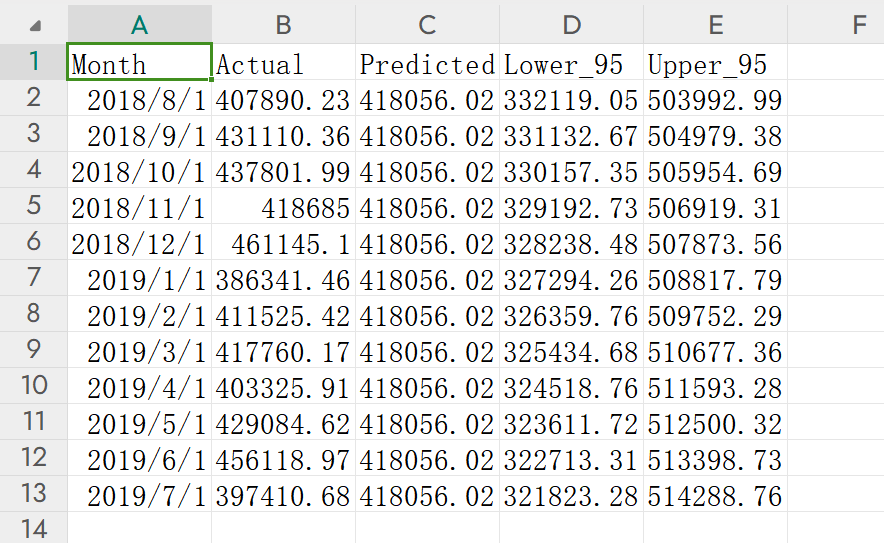 A B C D E F
1 Month Actual Predicted Lower_95 Upper_95
2 2018/8/1 407890.23 418056.02 332119.05 503992.99
3 2018/9/1 431110.36 418056.02 331132.67 504979.38
4 2018/10/1 437801.99 418056.02 330157.35 505954.69
5 2018/11/1 418685 418056.02 329192.73 506919.31
6 2018/12/1 461145.1 418056.02 328238.48 507873.56
7 2019/1/1 386341.46 418056.02 327294.26 508817.79
8 2019/2/1 411525.42 418056.02 326359.76 509752.29
9 2019/3/1 417760.17 418056.02 325434.68 510677.36
10 2019/4/1 403325.91 418056.02 324518.76 511593.28
11 2019/5/1 429084.62 418056.02 323611.72 512500.32
12 2019/6/1 456118.97 418056.02 322713.31 513398.73
13 2019/7/1 397410.68 418056.02 321823.28 514288.76
14